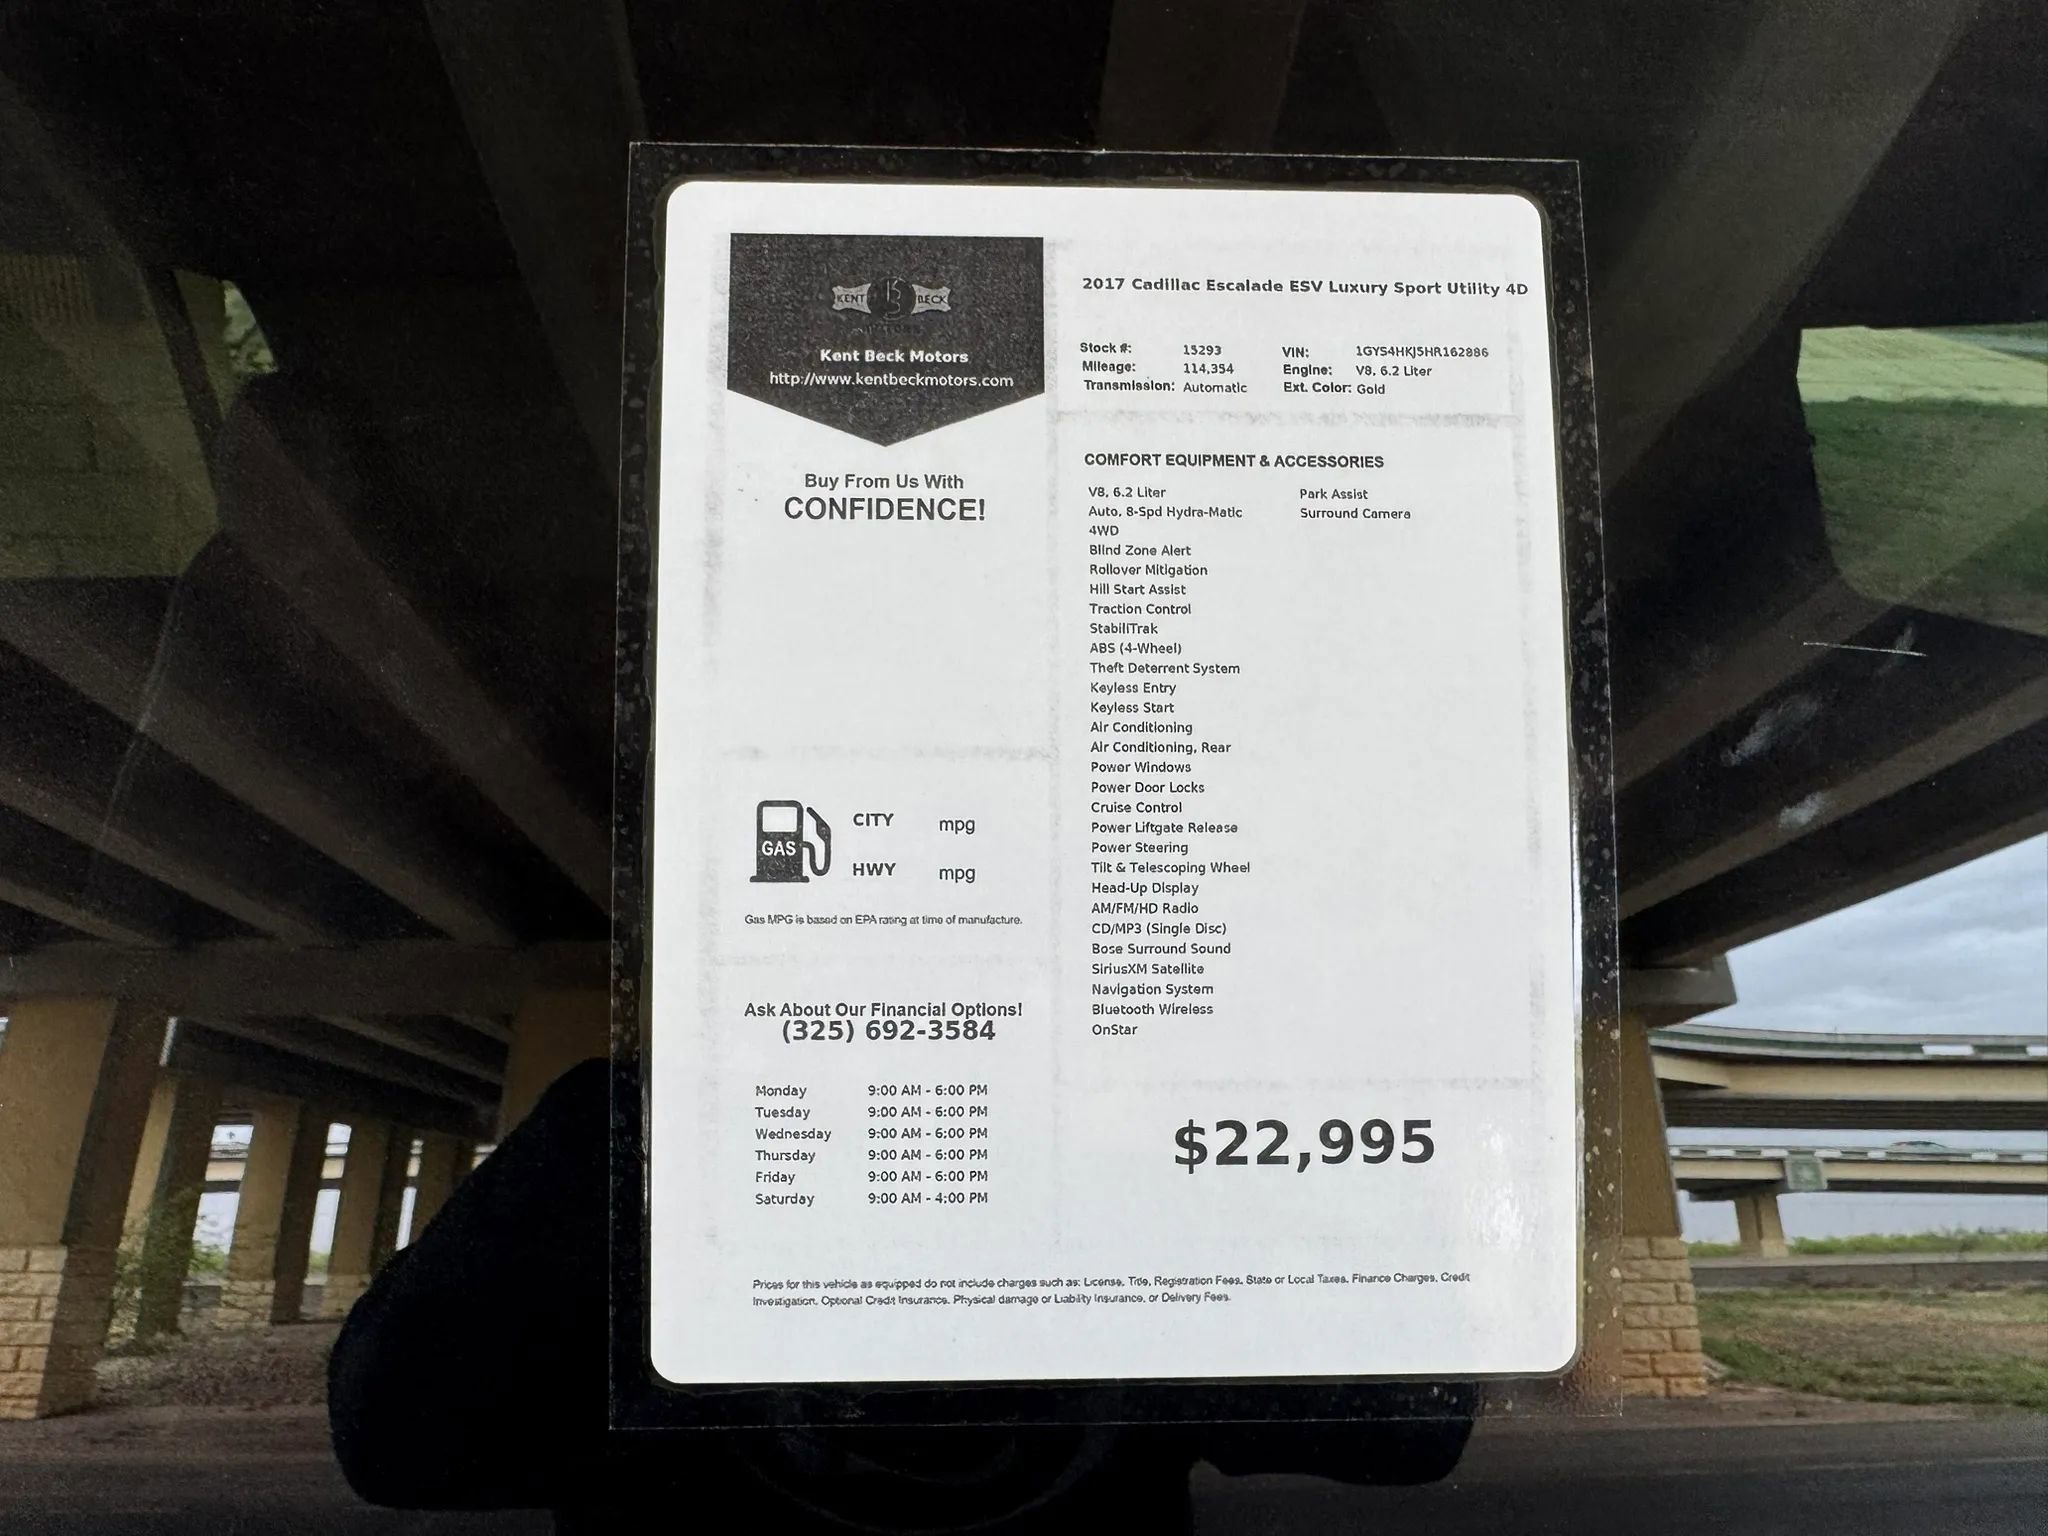 KENT BECK
Kent Beck Motors
http://www.kentbeckmotors.com
Buy From Us With
CONFIDENCE!
GAS
CITY mpg
HWY mpg
Gas MPG is based on EPA rating at time of manufacture.
Ask About Our Financial Options!
(325) 692-3584
Monday 9:00 AM - 6:00 PM
Tuesday 9:00 AM - 6:00 PM
Wednesday 9:00 AM - 6:00 PM
Thursday 9:00 AM - 6:00 PM
Friday 9:00 AM - 6:00 PM
Saturday 9:00 AM - 4:00 PM
2017 Cadillac Escalade ESV Luxury Sport Utility 4D
Stock #: 15293 VIN: 1GYS4HKJ5HR162886
Mileage: 114,354 Engine: V8, 6.2 Liter
Transmission: Automatic Ext. Color: Gold
COMFORT EQUIPMENT & ACCESSORIES
V8, 6.2 Liter
Auto, 8-Spd Hydra-Matic
4WD
Blind Zone Alert
Rollover Mitigation
Hill Start Assist
Traction Control
StabiliTrak
ABS (4-Wheel)
Theft Deterrent System
Keyless Entry
Keyless Start
Air Conditioning
Air Conditioning, Rear
Power Windows
Power Door Locks
Cruise Control
Power Liftgate Release
Power Steering
Tilt & Telescoping Wheel
Head-Up Display
AM/FM/HD Radio
CD/MP3 (Single Disc)
Bose Surround Sound
SiriusXM Satellite
Navigation System
Bluetooth Wireless
OnStar
Park Assist
Surround Camera
$22,995
Prices for this vehicle as equipped do not include charges such as: License, Title, Registration Fees, State or Local Taxes, Finance Charges, Credit
Investigation, Optional Credit Insurance, Physical damage or Liability Insurance, or Delivery Fees.